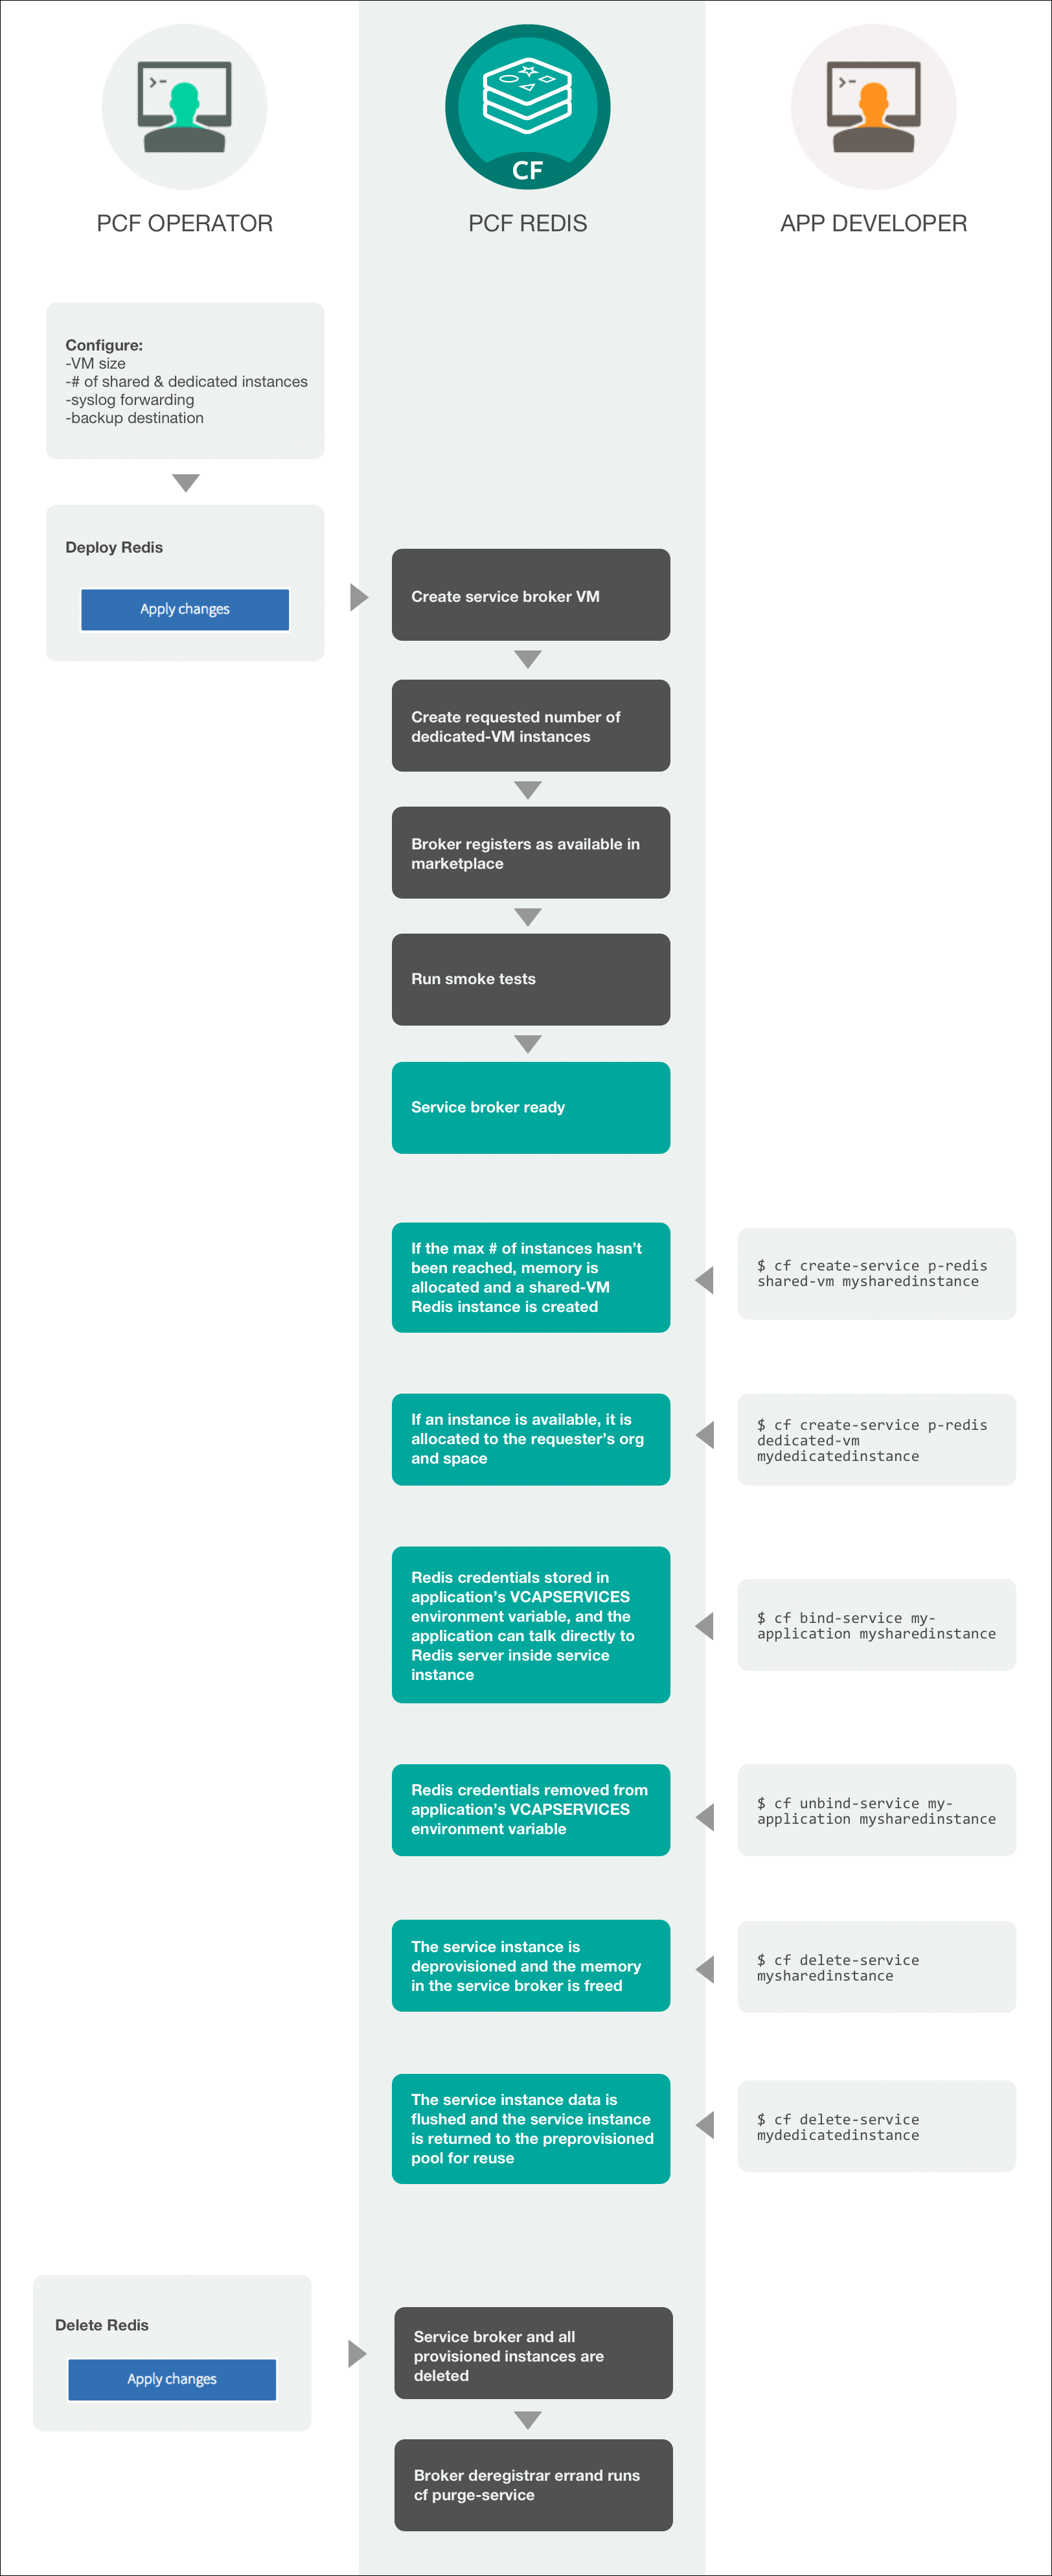 CF
PCF OPERATOR
PCF REDIS
APP DEVELOPER
Configure:
-VM size
-# of shared & dedicated instances
-syslog forwarding
-backup destination
Deploy Redis
Apply changes
Create service broker VM
Create requested number of
dedicated-VM instances
Broker registers as available in
marketplace
Run smoke tests
Service broker ready
If the max # of instances hasn’t
been reached, memory is
allocated and a shared-VM
Redis instance is created
$ cf create-service p-redis
shared-vm mysharedinstance
If an instance is available, it is
allocated to the requester’s org
and space
$ cf create-service p-redis
dedicated-vm
mydedicatedinstance
Redis credentials stored in
application’s VCAPSERVICES
environment variable, and the
application can talk directly to
Redis server inside service
instance
$ cf bind-service my-
application mysharedinstance
Redis credentials removed from
application’s VCAPSERVICES
environment variable
$ cf unbind-service my-
application mysharedinstance
The service instance is
deprovisioned and the memory
in the service broker is freed
$ cf delete-service
mysharedinstance
The service instance data is
flushed and the service instance
is returned to the preprovisioned
pool for reuse
$ cf delete-service
mydedicatedinstance
Delete Redis
Apply changes
Service broker and all
provisioned instances are
deleted
Broker deregistrar errand runs
cf purge-service